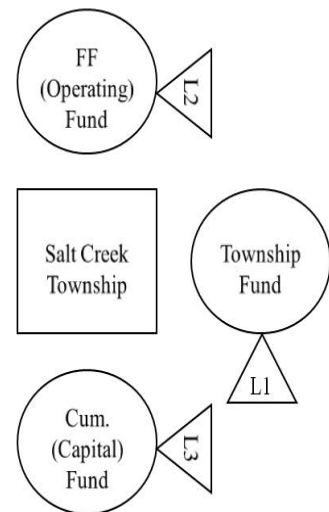 FF
(Operating)
Fund
L2
Salt Creek
Township
Township
Fund
L1
Cum.
(Capital)
Fund
L3